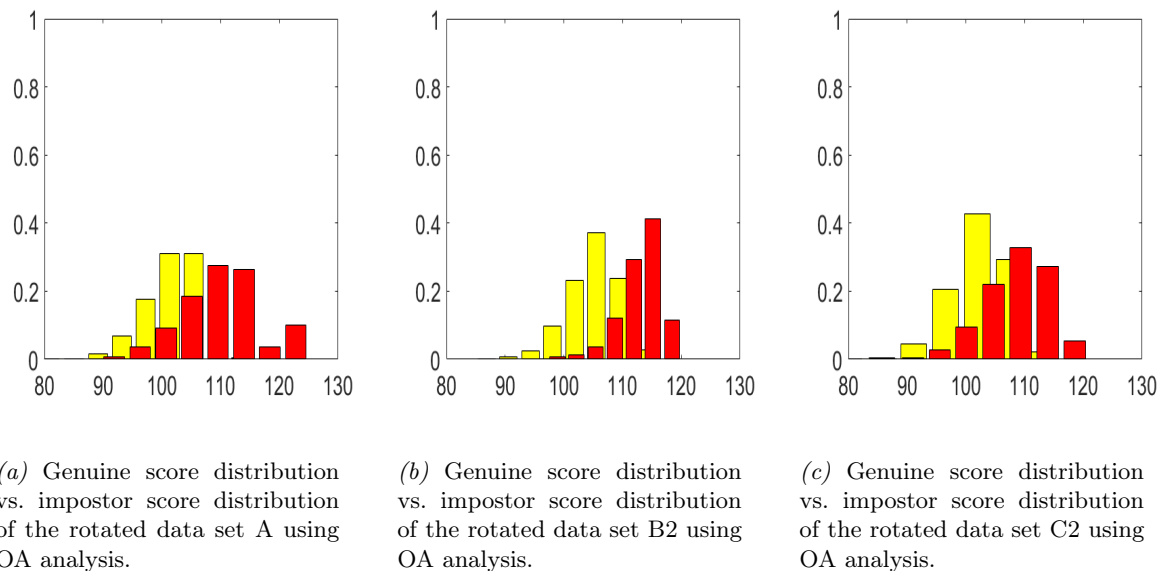 1
0.8
0.6
0.4
0.2
0
80 90 100 110 120 130
(a) Genuine score distribution
vs. impostor score distribution
of the rotated data set A using
OA analysis.
1
0.8
0.6
0.4
0.2
0
80 90 100 110 120 130
(b) Genuine score distribution
vs. impostor score distribution
of the rotated data set B2 using
OA analysis.
1
0.8
0.6
0.4
0.2
0
80 90 100 110 120 130
(c) Genuine score distribution
vs. impostor score distribution
of the rotated data set C2 using
OA analysis.